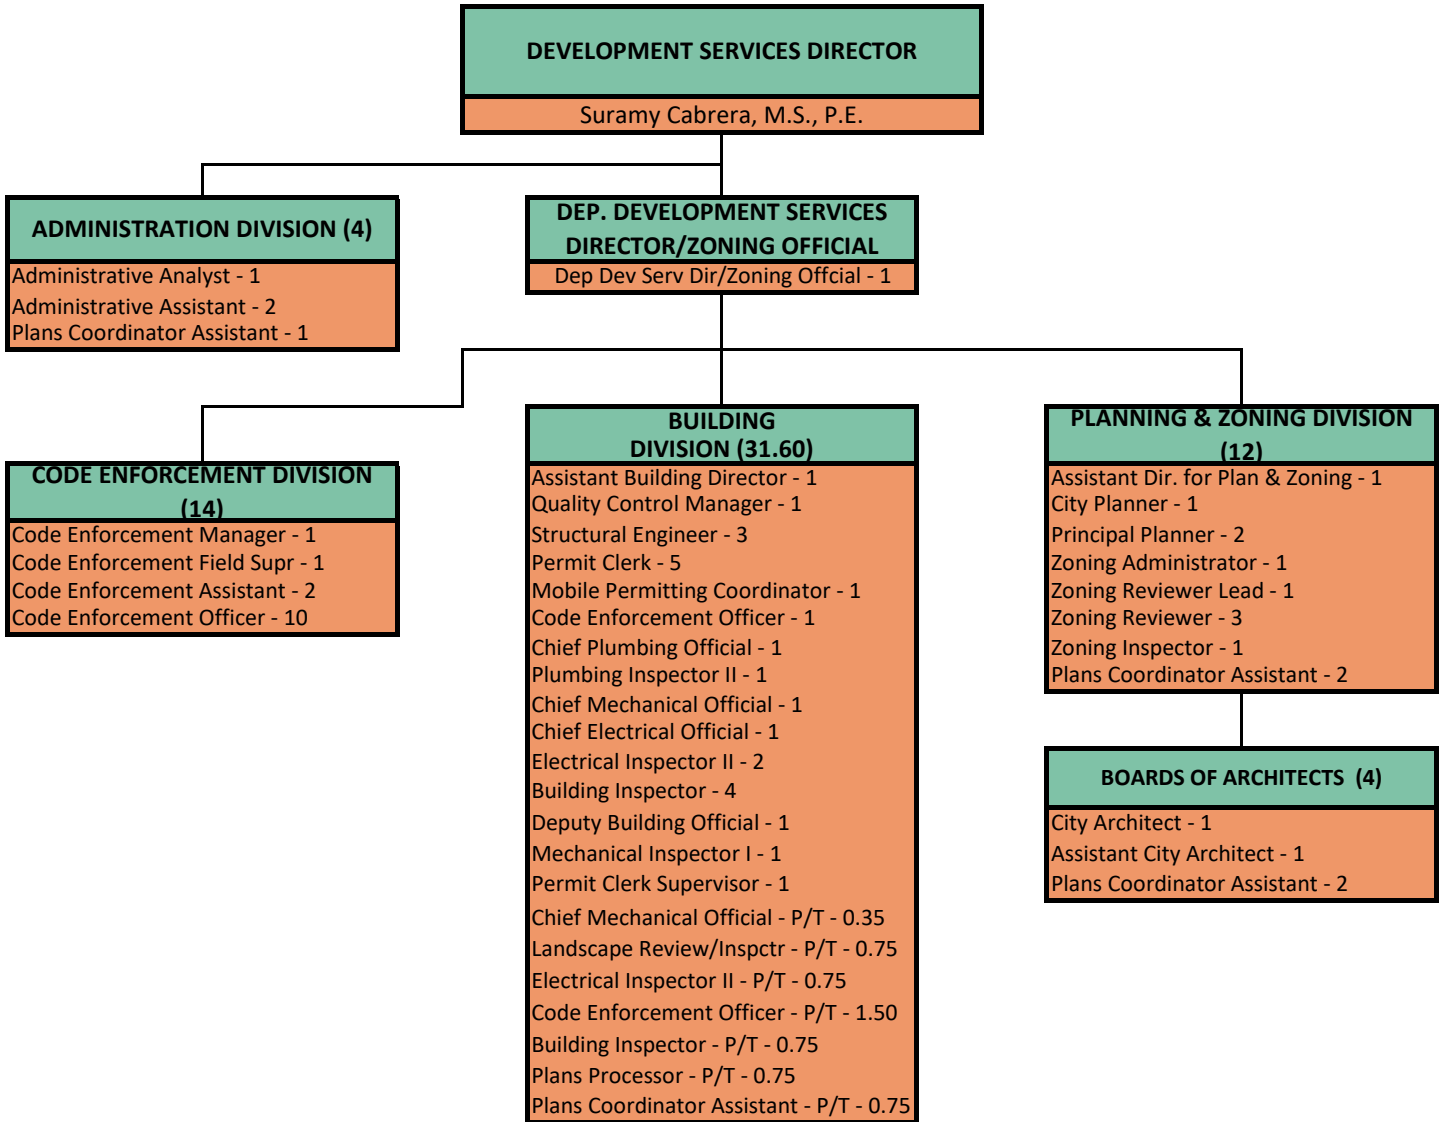 DEVELOPMENT SERVICES DIRECTOR
Suramy Cabrera, M.S., P.E.
ADMINISTRATION DIVISION (4)
Administrative Analyst - 1
Administrative Assistant - 2
Plans Coordinator Assistant - 1
DEP. DEVELOPMENT SERVICES
DIRECTOR/ZONING OFFICIAL
Dep Dev Serv Dir/Zoning Offcial - 1
CODE ENFORCEMENT DIVISION
(14)
Code Enforcement Manager - 1
Code Enforcement Field Supr - 1
Code Enforcement Assistant - 2
Code Enforcement Officer - 10
BUILDING
DIVISION (31.60)
Assistant Building Director - 1
Quality Control Manager - 1
Structural Engineer - 3
Permit Clerk - 5
Mobile Permitting Coordinator - 1
Code Enforcement Officer - 1
Chief Plumbing Official - 1
Plumbing Inspector II - 1
Chief Mechanical Official - 1
Chief Electrical Official - 1
Electrical Inspector II - 2
Building Inspector - 4
Deputy Building Official - 1
Mechanical Inspector I - 1
Permit Clerk Supervisor - 1
Chief Mechanical Official - P/T - 0.35
Landscape Review/Inspctr - P/T - 0.75
Electrical Inspector II - P/T - 0.75
Code Enforcement Officer - P/T - 1.50
Building Inspector - P/T - 0.75
Plans Processor - P/T - 0.75
Plans Coordinator Assistant - P/T - 0.75
PLANNING & ZONING DIVISION
(12)
Assistant Dir. for Plan & Zoning - 1
City Planner - 1
Principal Planner - 2
Zoning Administrator - 1
Zoning Reviewer Lead - 1
Zoning Reviewer - 3
Zoning Inspector - 1
Plans Coordinator Assistant - 2
BOARDS OF ARCHITECTS (4)
City Architect - 1
Assistant City Architect - 1
Plans Coordinator Assistant - 2